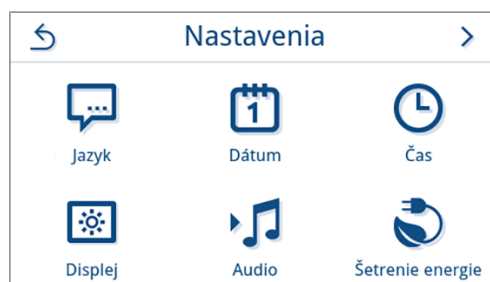 Nastavenia
1
Jazyk
Dátum
Čas
Displej
Audio
Šetrenie energie